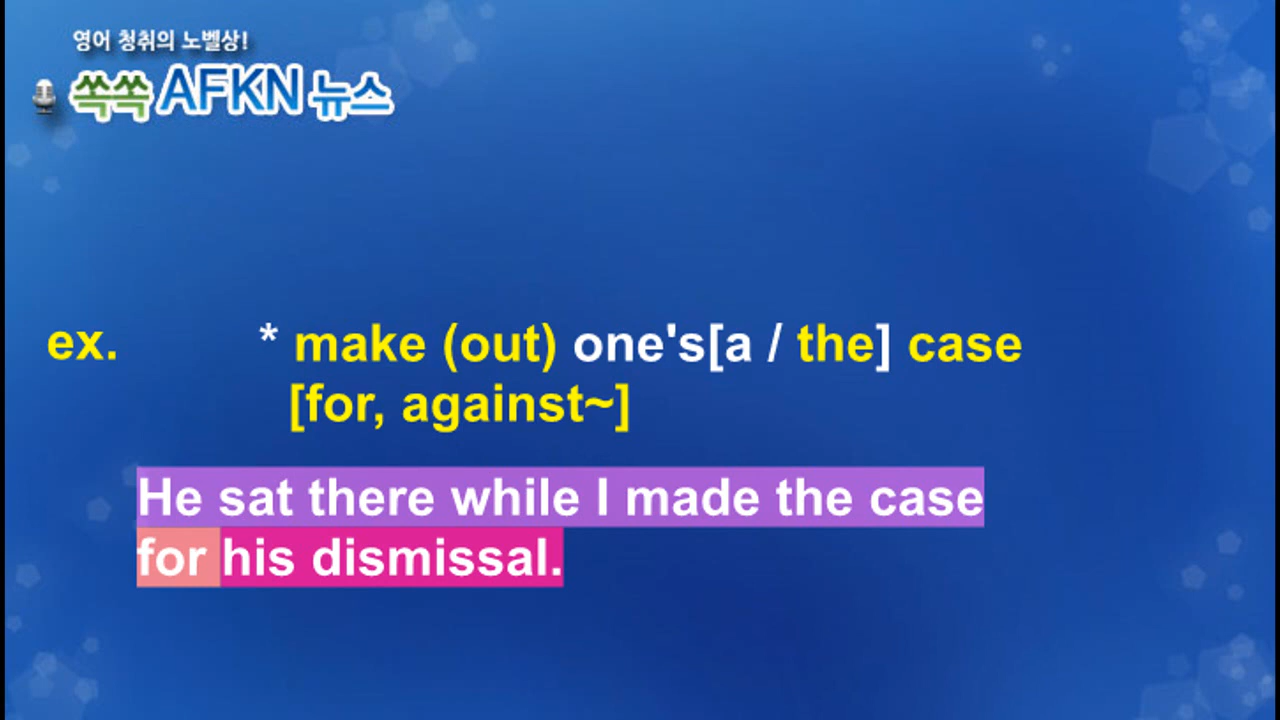 영어 청취의 노벨상!
쏙쏙 AFKN 뉴스
ex. * make (out) one's[a / the] case
[for, against~]
He sat there while I made the case
for his dismissal.